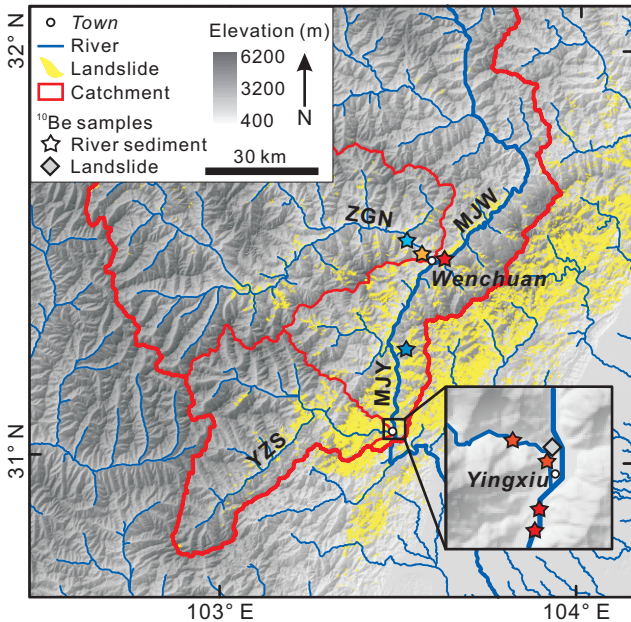 32° N
Town
River
Landslide
Catchment
¹⁰Be samples
River sediment
Landslide
Elevation (m)
6200
3200
400
N
30 km
ZGN
MJW
Wenchuan
MJY
YZS
31° N
Yingxiu
103° E
104° E